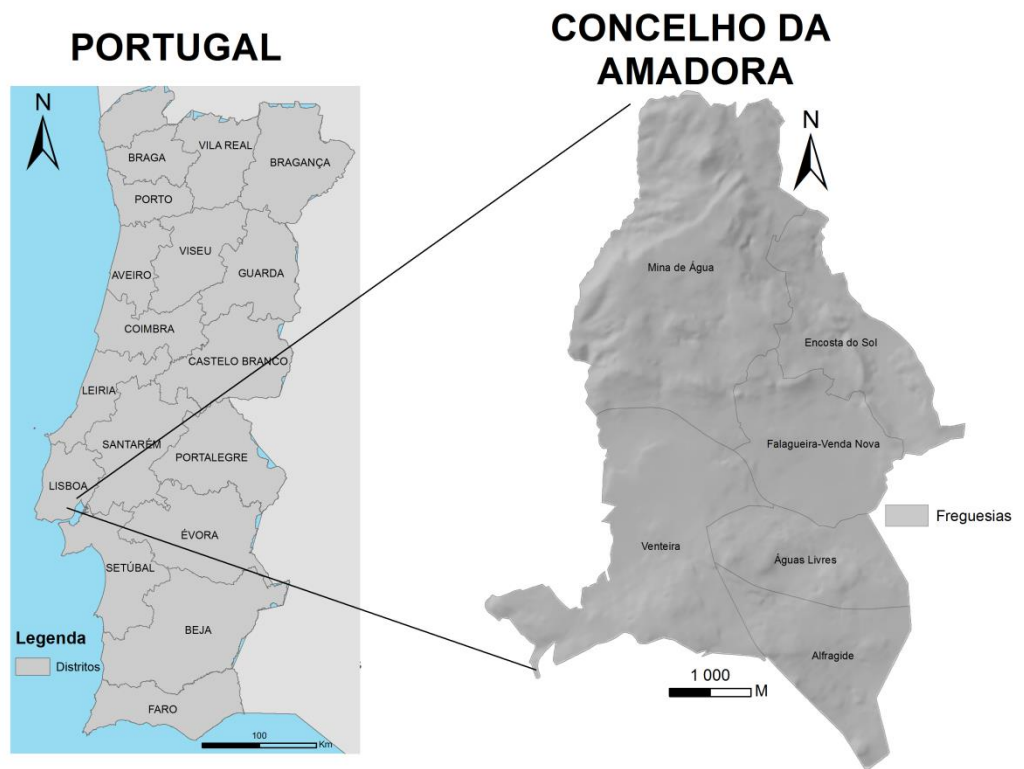 PORTUGAL
N
BRAGA
VILA REAL
BRAGANÇA
PORTO
VISEU
AVEIRO
GUARDA
COIMBRA
CASTELO BRANCO
LEIRIA
SANTARÉM
PORTALEGRE
LISBOA
ÉVORA
SETÚBAL
BEJA
Legenda
Distritos
FARO
100
Km
CONCELHO DA
AMADORA
N
Mina de Água
Encosta do Sol
Falagueira-Venda Nova
Freguesias
Venteira
Águas Livres
Alfragide
1 000
M